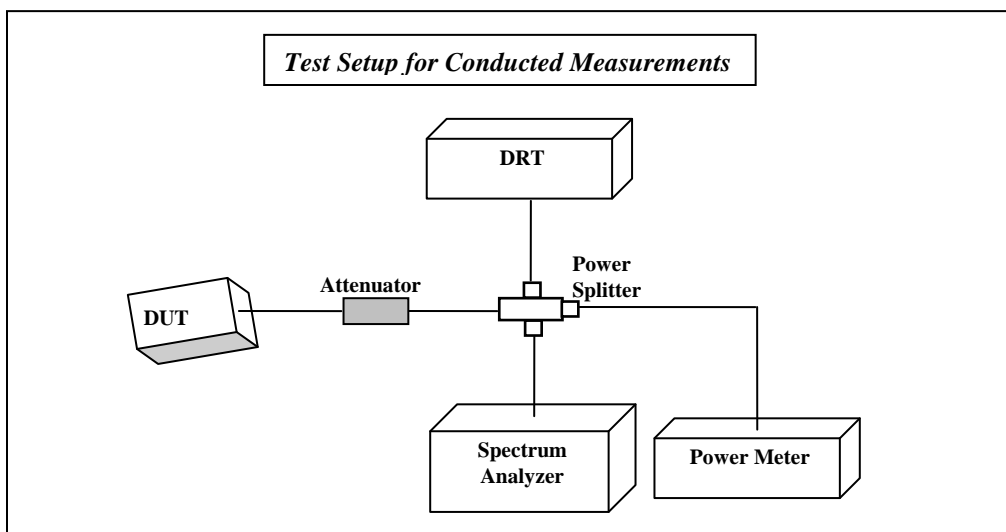 Test Setup for Conducted Measurements
DRT
Attenuator
Power
Splitter
DUT
Spectrum
Analyzer
Power Meter